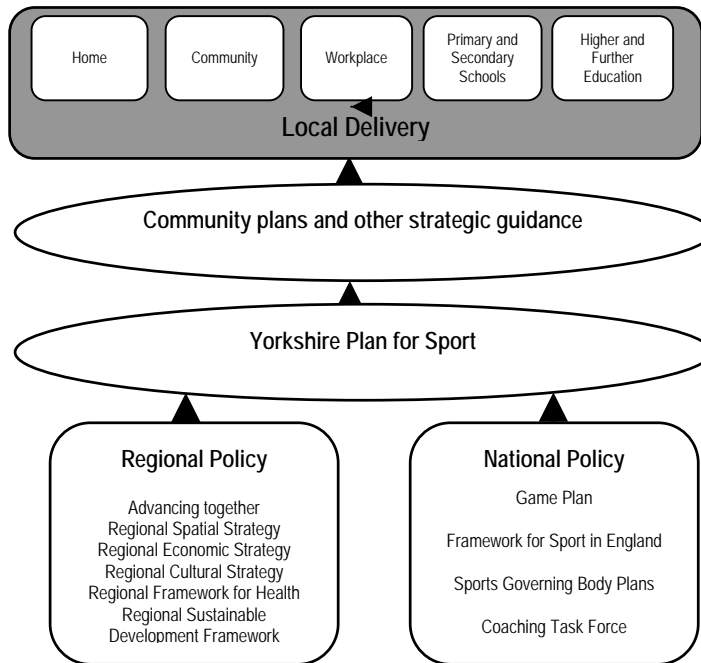 Home
Community
Workplace
Primary and
Secondary
Schools
Higher and
Further
Education
Local Delivery
Community plans and other strategic guidance
Yorkshire Plan for Sport
Regional Policy
Advancing together
Regional Spatial Strategy
Regional Economic Strategy
Regional Cultural Strategy
Regional Framework for Health
Regional Sustainable
Development Framework
National Policy
Game Plan
Framework for Sport in England
Sports Governing Body Plans
Coaching Task Force